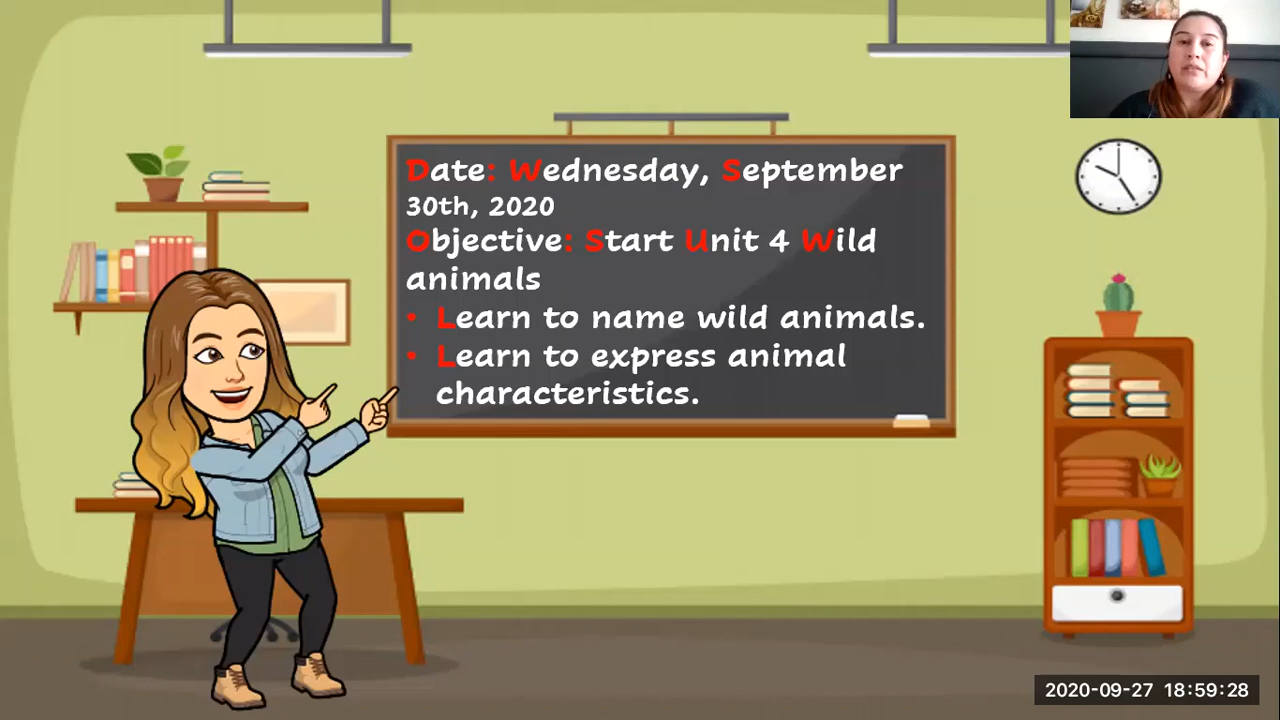 Date: Wednesday, September
30th, 2020
Objective: Start Unit 4 Wild
animals
• Learn to name wild animals.
• Learn to express animal
characteristics.
2020-09-27 18:59:28